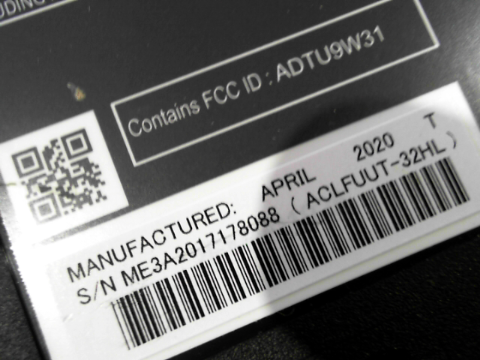 Contains FCC ID : ADTU9W31
MANUFACTURED: APRIL 2020 T
S/N ME3A2017178088 ( ACLFUUT-32HL )